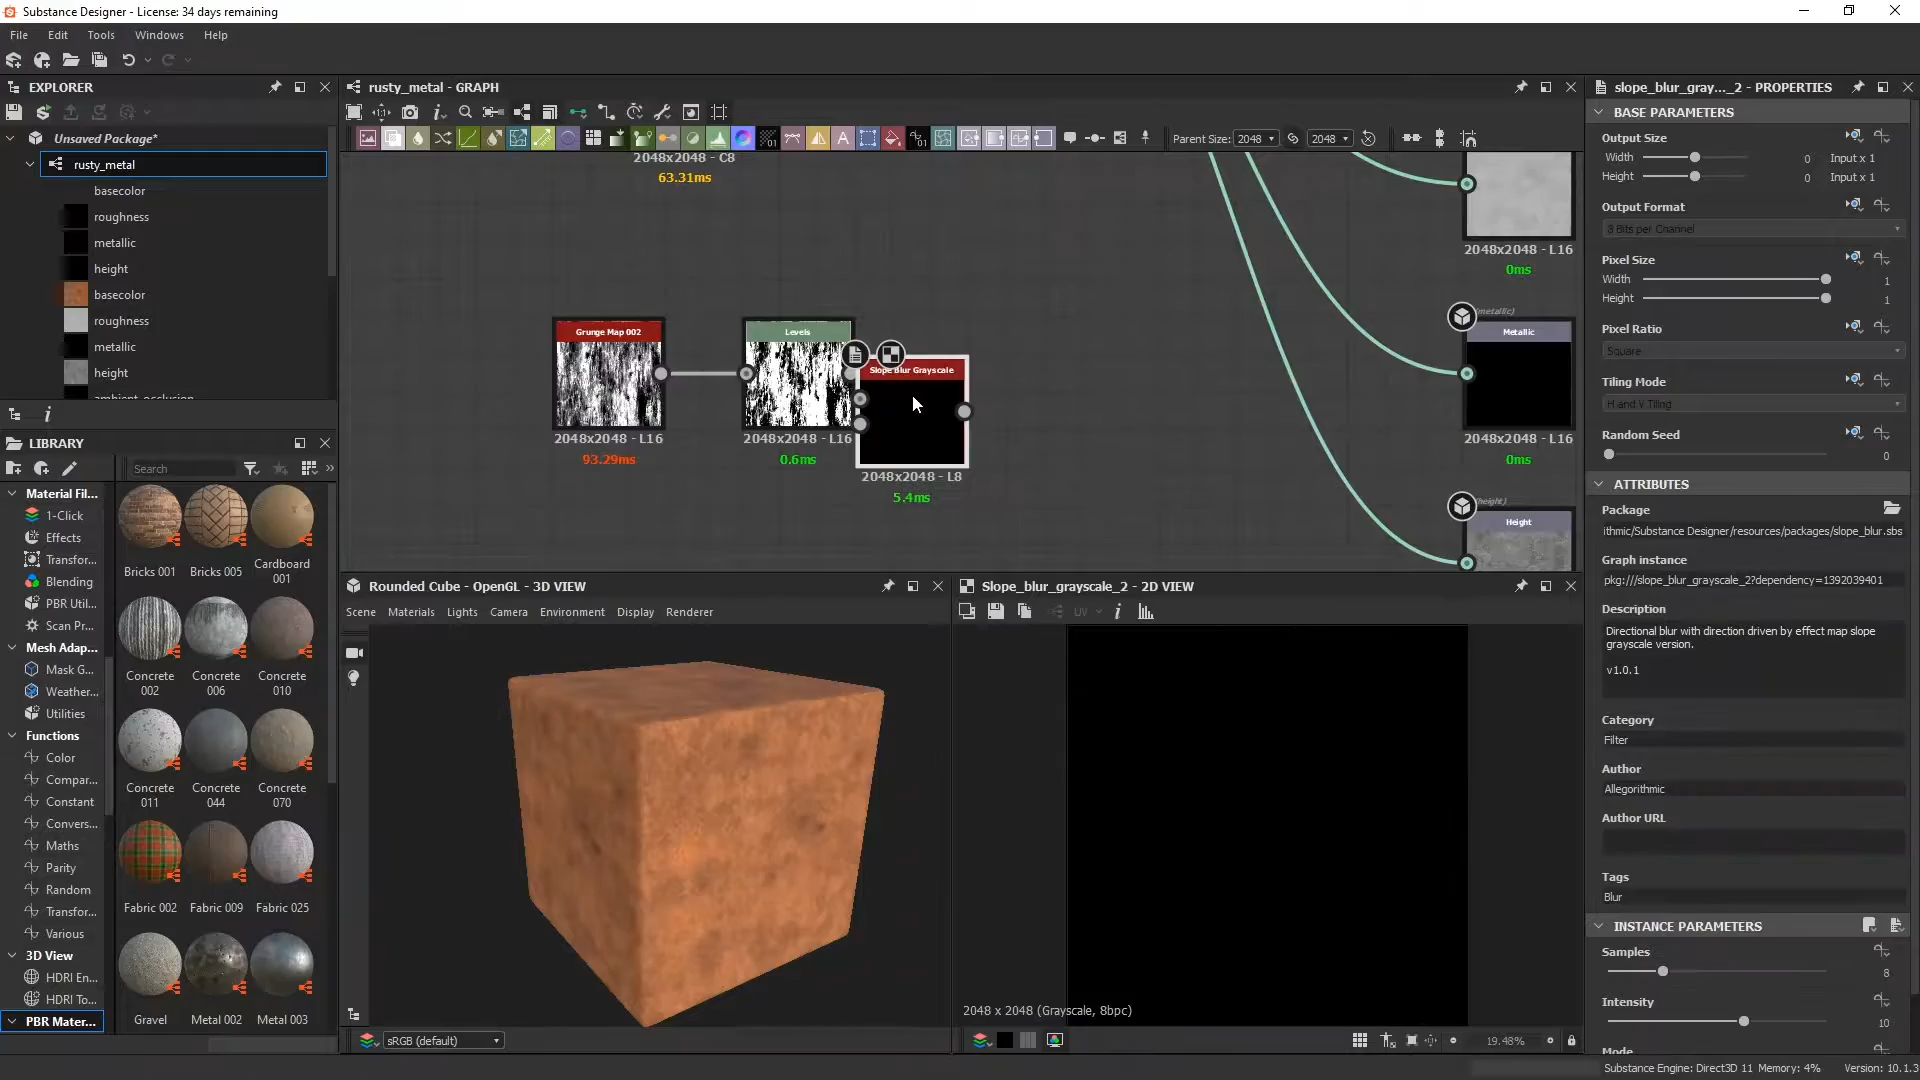 Substance Designer - License: 34 days remaining
File Edit Tools Windows Help
EXPLORER
Unsaved Package*
rusty_metal
basecolor
roughness
metallic
height
basecolor
roughness
metallic
height
ambient_occlusion
LIBRARY
Search
Material Fil...
1-Click
Effects
Transfor...
Blending
PBR Util...
Scan Pr...
Mesh Adap...
Mask G...
Weather...
Utilities
Functions
Color
Compar...
Constant
Convers...
Maths
Parity
Random
Transfor...
Various
3D View
HDRI En...
HDRI To...
PBR Mater...
Bricks 001
Bricks 005
Cardboard 001
Concrete 002
Concrete 006
Concrete 010
Concrete 011
Concrete 044
Concrete 070
Fabric 002
Fabric 009
Fabric 025
Gravel
Metal 002
Metal 003
rusty_metal - GRAPH
Parent Size: 2048 2048
2048x2048 - C8
63.31ms
Grunge Map 002
2048x2048 - L16
93.29ms
Levels
2048x2048 - L16
0.6ms
Slope Blur Grayscale
2048x2048 - L8
5.4ms
2048x2048 - L16
0ms
(metallic)
Metallic
2048x2048 - L16
0ms
(height)
Height
Rounded Cube - OpenGL - 3D VIEW
Scene Materials Lights Camera Environment Display Renderer
sRGB (default)
Slope_blur_grayscale_2 - 2D VIEW
UV
2048 x 2048 (Grayscale, 8bpc)
19.48%
slope_blur_gray..._2 - PROPERTIES
BASE PARAMETERS
Output Size
Width 0 Input x 1
Height 0 Input x 1
Output Format
8 Bits per Channel
Pixel Size
Width 1
Height 1
Pixel Ratio
Square
Tiling Mode
H and V Tiling
Random Seed
0
ATTRIBUTES
Package
ithmic/Substance Designer/resources/packages/slope_blur.sbs
Graph instance
pkg:///slope_blur_grayscale_2?dependency=1392039401
Description
Directional blur with direction driven by effect map slope
grayscale version.
v1.0.1
Category
Filter
Author
Allegorithmic
Author URL
Tags
Blur
INSTANCE PARAMETERS
Samples
8
Intensity
10
Mode
Substance Engine: Direct3D 11 Memory: 4% Version: 10.1.3